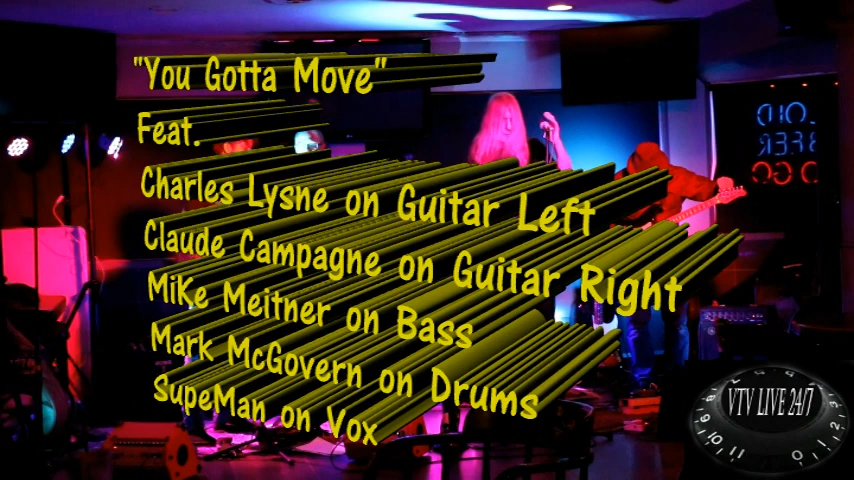 "You Gotta Move"
Feat.
Charles Lysne on Guitar Left
Claude Campagne on Guitar Right
MiKe Meitner on Bass
Mark McGovern on Drums
SupeMan on Vox
VTV LIVE 24/7